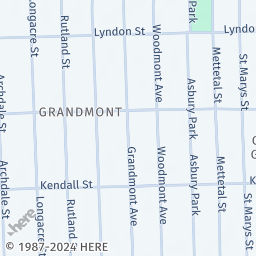 Longacre St
Rutland St
Lyndon St
Woodmont Ave
Park
Lyndo
Mettetal St
St Marys St
Archdale St
GRANDMONT
Asbury Park
G
G
Kendall St
K
Archdale St
Longacre
Rutland
Grandmont Ave
Woodmont Ave
Asbury Park
Mettetal St
St Marys St
here
© 1987-2024 HERE